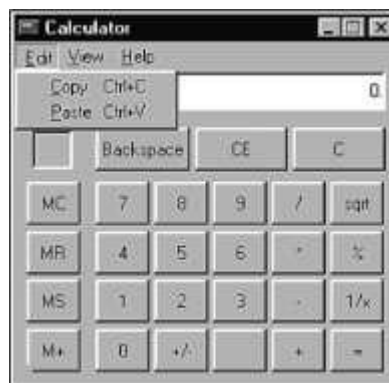 Calculator
Edit View Help
Copy Ctrl+C
Paste Ctrl+V
0.
Backspace CE C
MC 7 8 9 / sqrt
MR 4 5 6 * %
MS 1 2 3 - 1/x
M+ 0 +/- . + =